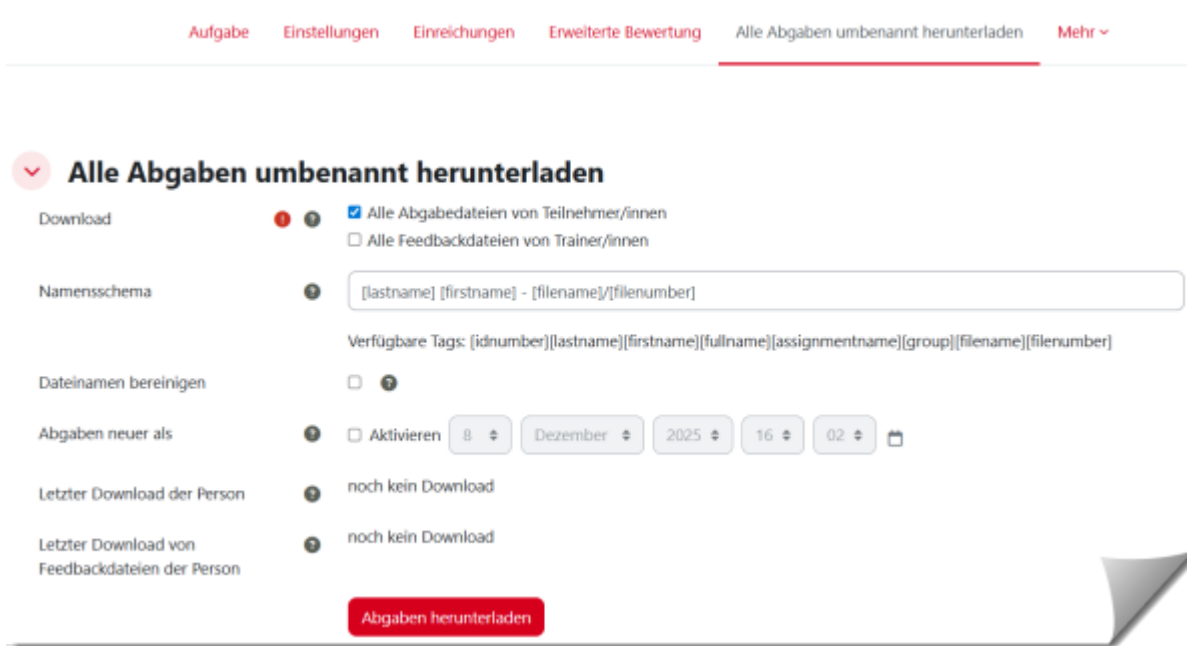 Aufgabe Einstellungen Einreichungen Erweiterte Bewertung Alle Abgaben umbenannt herunterladen Mehr
Alle Abgaben umbenannt herunterladen
Download ! ? Alle Abgabedateien von Teilnehmer/innen
Alle Feedbackdateien von Trainer/innen
Namensschema ? [lastname] [firstname] - [filename]/[filenumber]
Verfügbare Tags: [idnumber][lastname][firstname][fullname][assignmentname][group][filename][filenumber]
Dateinamen bereinigen ?
Abgaben neuer als ? Aktivieren 8 Dezember 2025 16 02
Letzter Download der Person ? noch kein Download
Letzter Download von ? noch kein Download
Feedbackdateien der Person
Abgaben herunterladen